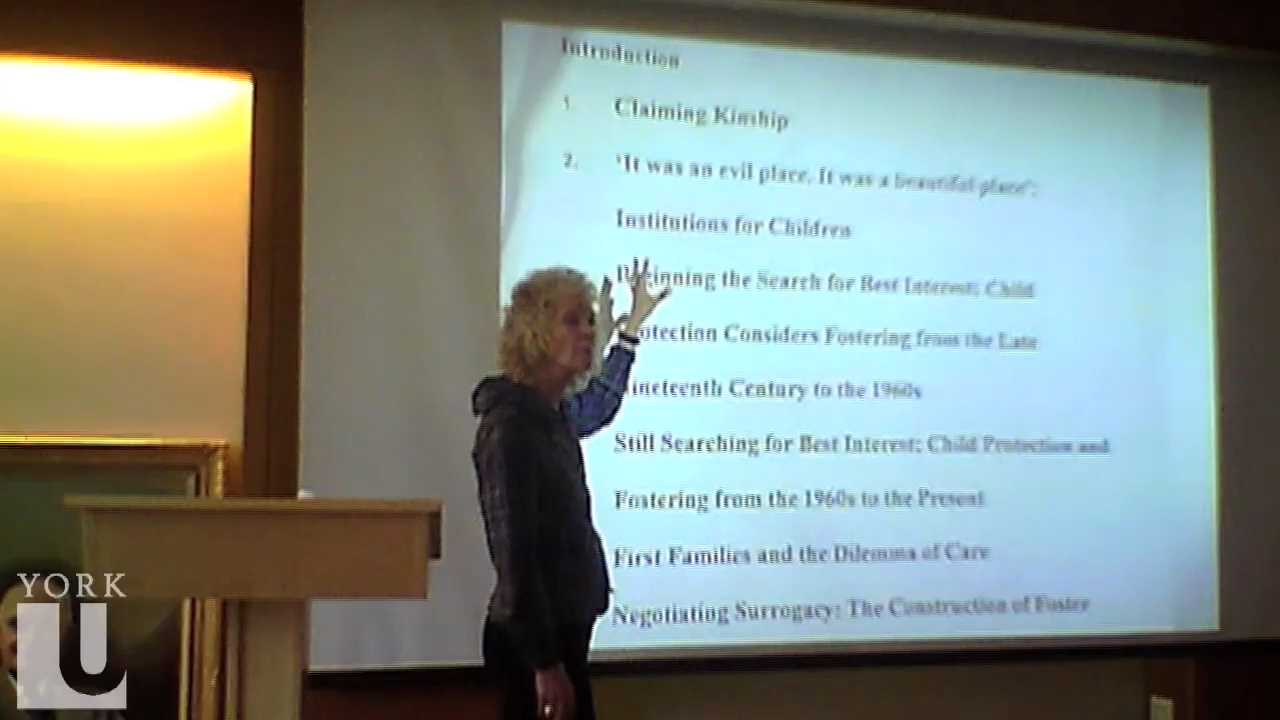 Introduction
1. Claiming Kinship
2. 'It was an evil place. It was a beautiful place':
Institutions for Children
Beginning the Search for Best Interest: Child
otection Considers Fostering from the Late
ineteenth Century to the 1960s
Still Searching for Best Interest: Child Protection and
Fostering from the 1960s to the Present
First Families and the Dilemma of Care
Negotiating Surrogacy: The Construction of Foster
YORK
U